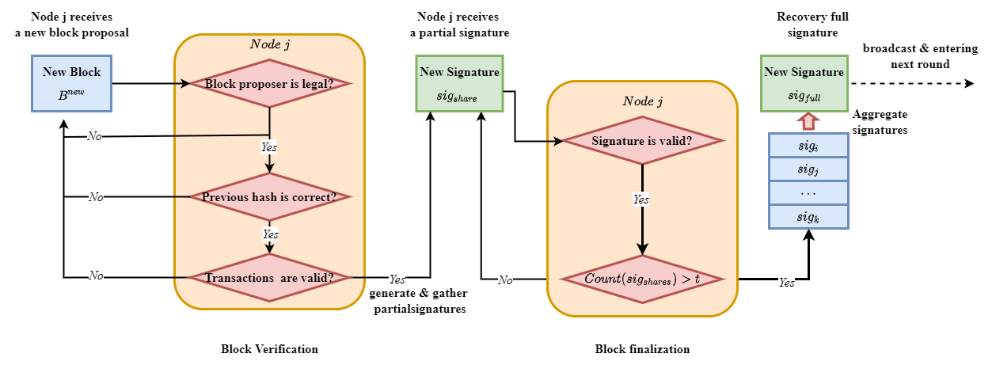 Node j receives
a new block proposal
New Block
B^new
Node j
Block proposer is legal?
No
Yes
Previous hash is correct?
No
Yes
Transactions are valid?
No
Yes
generate & gather
partialsignatures
Block Verification
Node j receives
a partial signature
New Signature
sig_share
Node j
Signature is valid?
Yes
Count(sig_shares) > t
No
Yes
Block finalization
Recovery full
signature
New Signature
sig_full
broadcast & entering
next round
Aggregate
signatures
sig_i
sig_j
...
sig_k